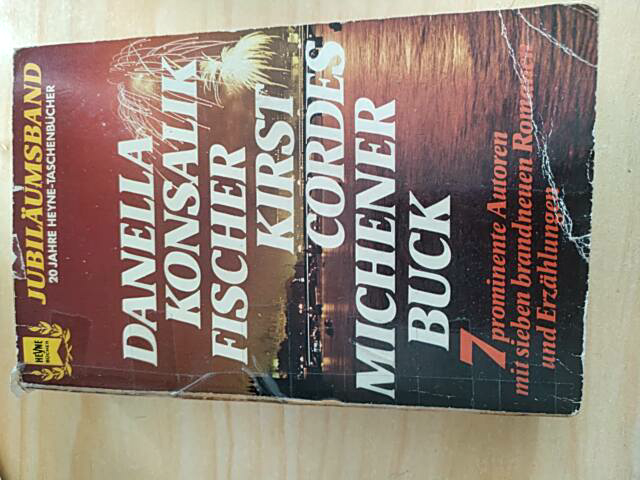 JUBILÄUMSBAND
20 JAHRE HEYNE-TASCHENBÜCHER
HEYNE
BÜCHER
DANELLA
KONSALIK
FISCHER
KIRST
CORDES
MICHENER
BUCK
7 prominente Autoren
mit sieben brandneuen Romanen
und Erzählungen